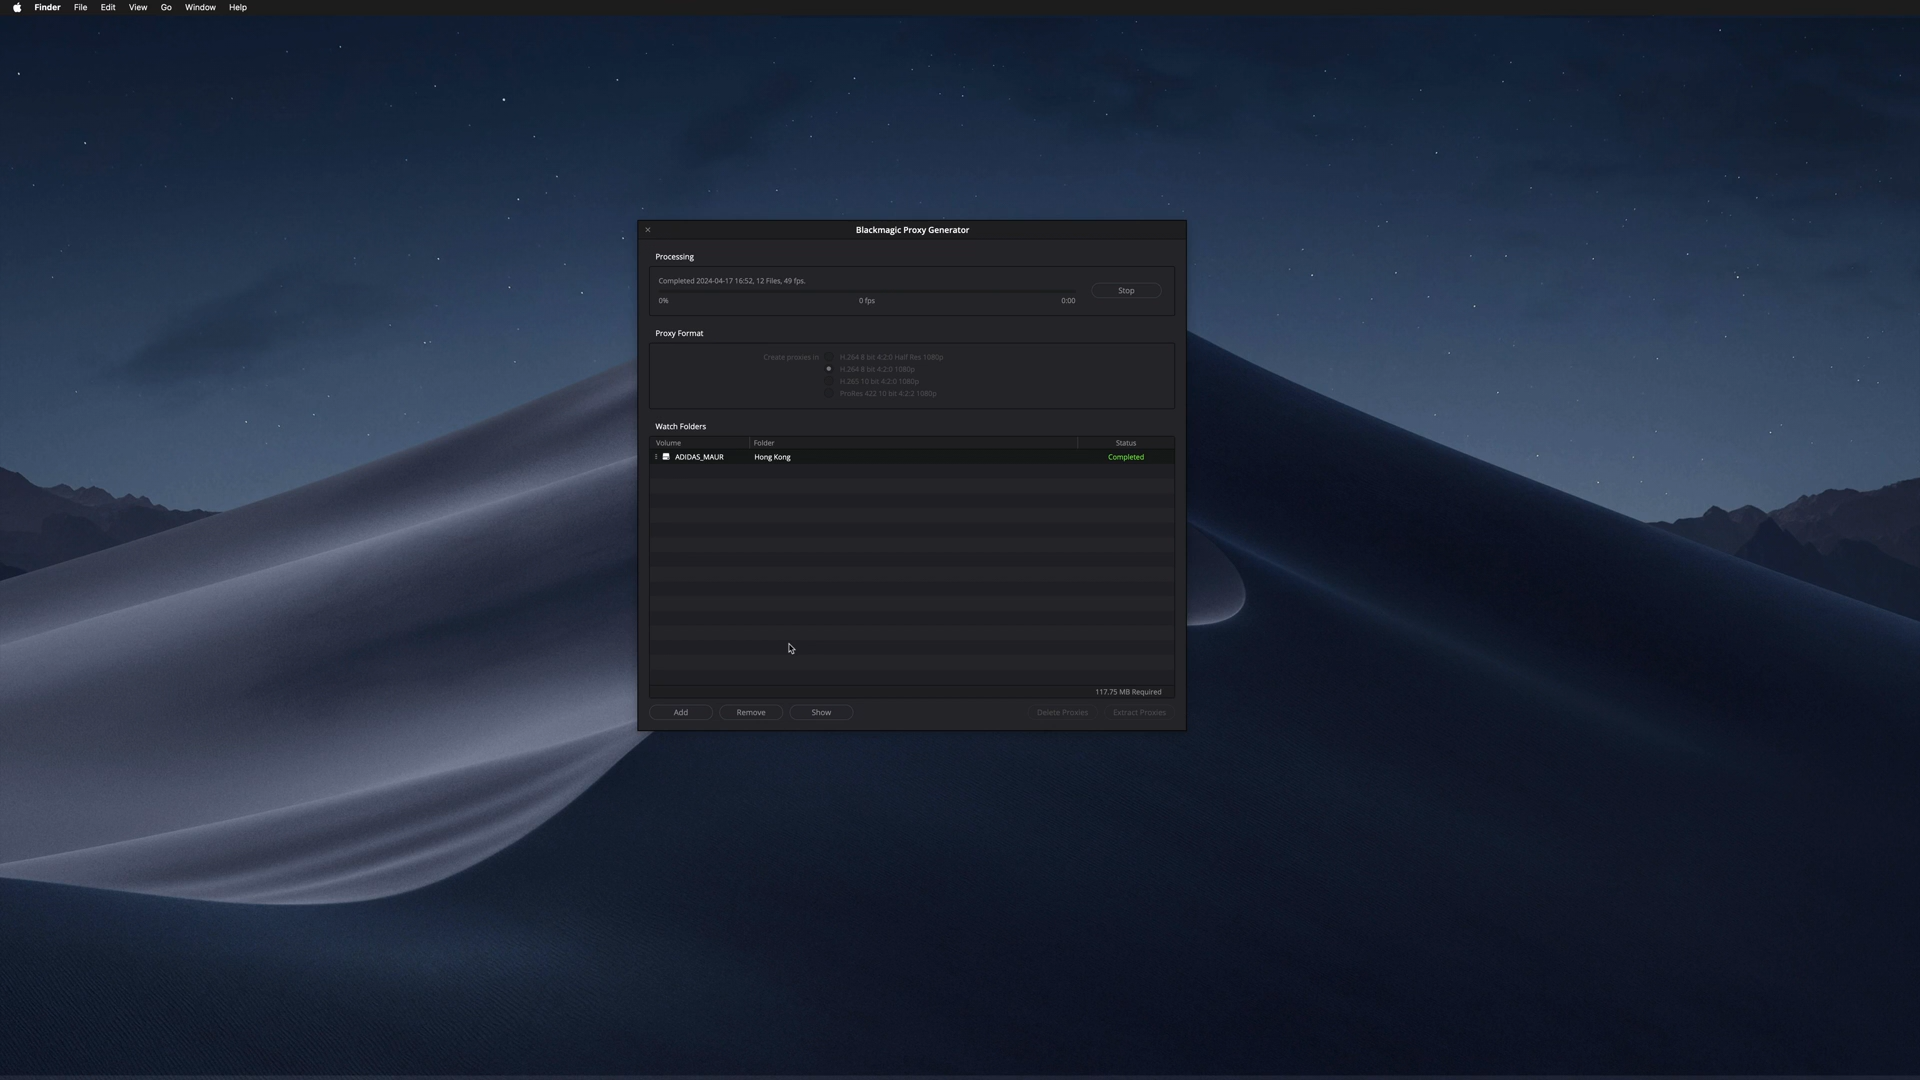 Finder File Edit View Go Window Help
Blackmagic Proxy Generator
Processing
Completed 2024-04-17 16:52, 12 Files, 49 fps.
Stop
0% 0 fps 0:00
Proxy Format
Create proxies in H.264 8 bit 4:2:0 Half Res 1080p
H.264 8 bit 4:2:0 1080p
H.265 10 bit 4:2:0 1080p
ProRes 422 10 bit 4:2:2 1080p
Watch Folders
Volume Folder Status
ADIDAS_MAUR Hong Kong Completed
117.75 MB Required
Add Remove Show Delete Proxies Extract Proxies